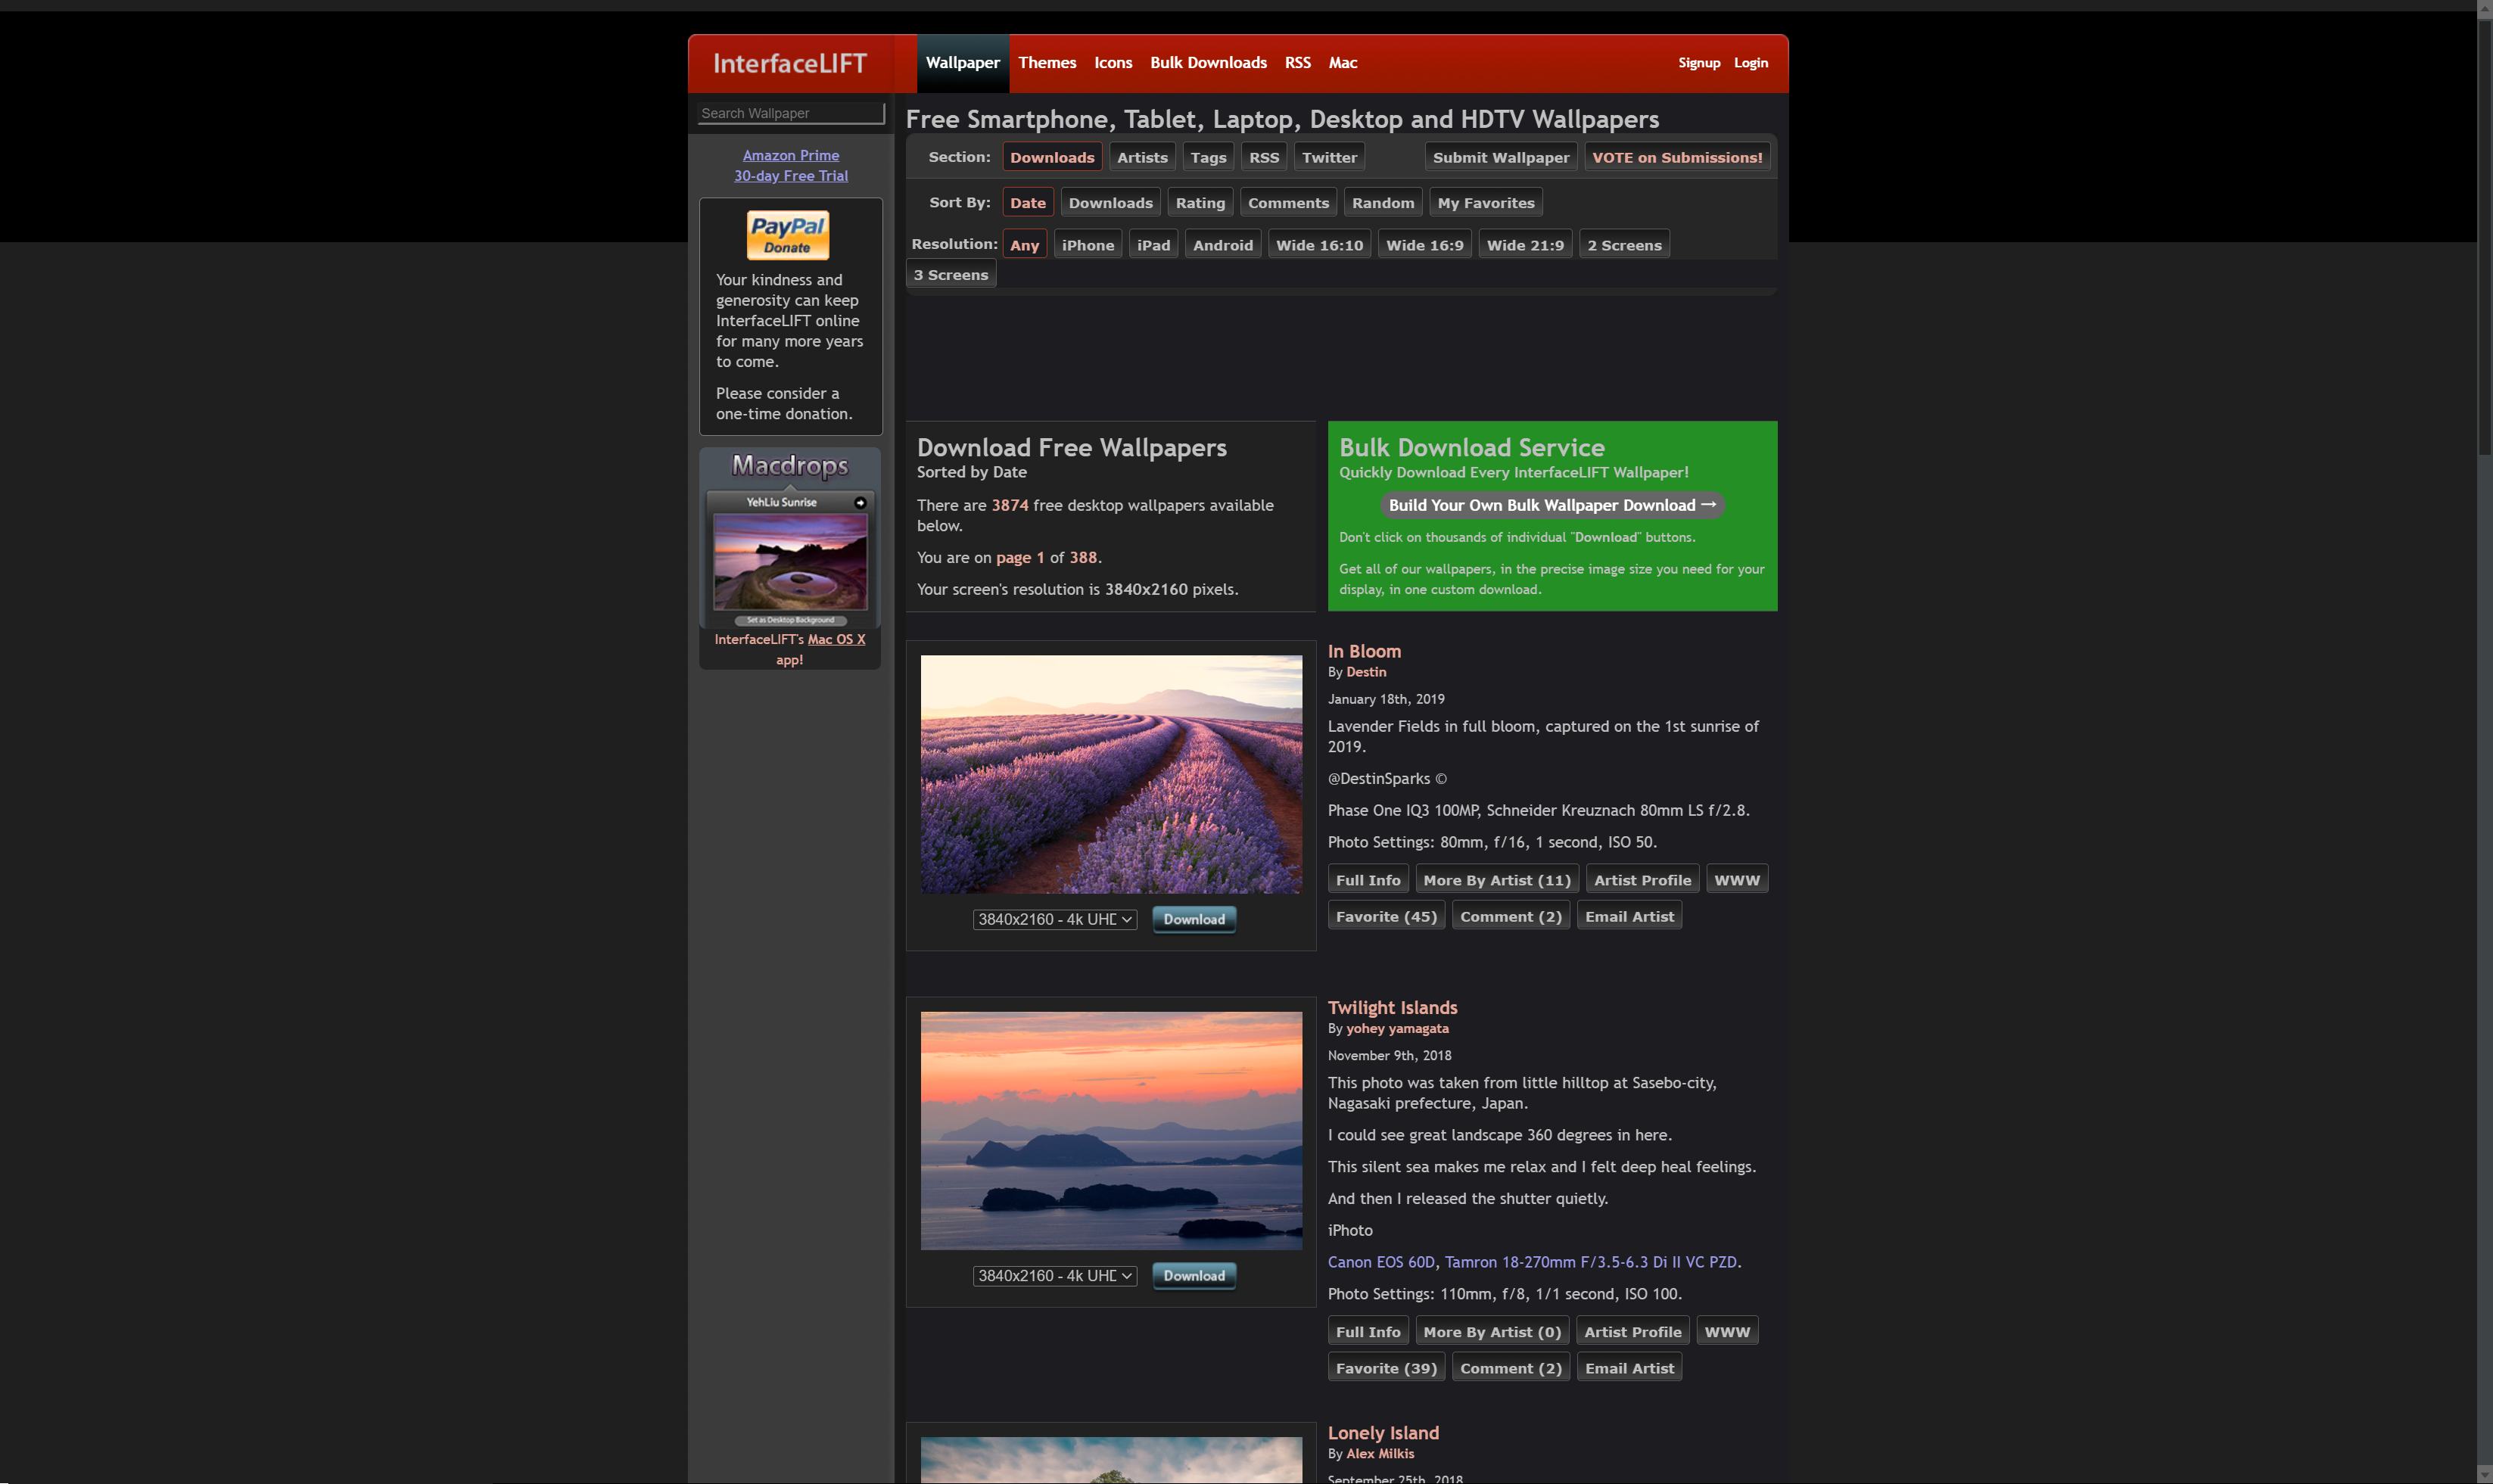 InterfaceLIFT
Wallpaper Themes Icons Bulk Downloads RSS Mac
Signup Login
Search Wallpaper
Amazon Prime
30-day Free Trial
PayPal
Donate
Your kindness and
generosity can keep
InterfaceLIFT online
for many more years
to come.
Please consider a
one-time donation.
Macdrops
YehLiu Sunrise
Set as Desktop Background
InterfaceLIFT's Mac OS X
app!
Free Smartphone, Tablet, Laptop, Desktop and HDTV Wallpapers
Section: Downloads Artists Tags RSS Twitter Submit Wallpaper VOTE on Submissions!
Sort By: Date Downloads Rating Comments Random My Favorites
Resolution: Any iPhone iPad Android Wide 16:10 Wide 16:9 Wide 21:9 2 Screens
3 Screens
Download Free Wallpapers
Sorted by Date
There are 3874 free desktop wallpapers available
below.
You are on page 1 of 388.
Your screen's resolution is 3840x2160 pixels.
Bulk Download Service
Quickly Download Every InterfaceLIFT Wallpaper!
Build Your Own Bulk Wallpaper Download →
Don't click on thousands of individual "Download" buttons.
Get all of our wallpapers, in the precise image size you need for your
display, in one custom download.
3840x2160 - 4k UHD Download
In Bloom
By Destin
January 18th, 2019
Lavender Fields in full bloom, captured on the 1st sunrise of
2019.
@DestinSparks ©
Phase One IQ3 100MP, Schneider Kreuznach 80mm LS f/2.8.
Photo Settings: 80mm, f/16, 1 second, ISO 50.
Full Info More By Artist (11) Artist Profile WWW
Favorite (45) Comment (2) Email Artist
3840x2160 - 4k UHD Download
Twilight Islands
By yohey yamagata
November 9th, 2018
This photo was taken from little hilltop at Sasebo-city,
Nagasaki prefecture, Japan.
I could see great landscape 360 degrees in here.
This silent sea makes me relax and I felt deep heal feelings.
And then I released the shutter quietly.
iPhoto
Canon EOS 60D, Tamron 18-270mm F/3.5-6.3 Di II VC PZD.
Photo Settings: 110mm, f/8, 1/1 second, ISO 100.
Full Info More By Artist (0) Artist Profile WWW
Favorite (39) Comment (2) Email Artist
Lonely Island
By Alex Milkis
September 25th, 2018